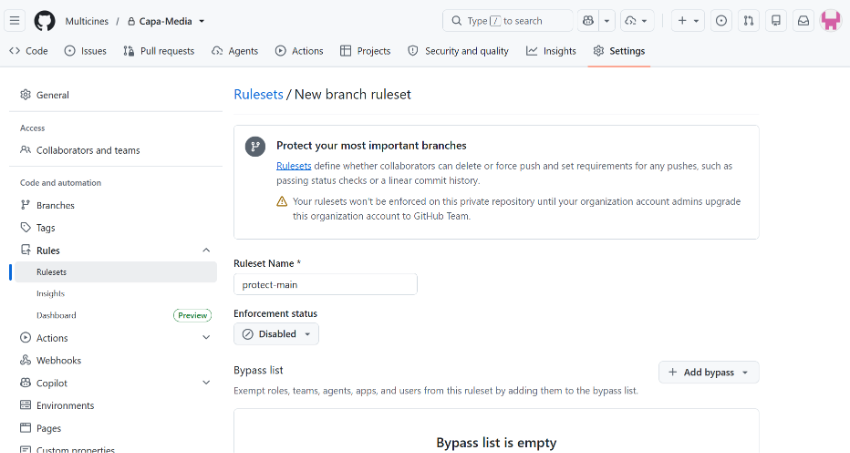 Multicines / Capa-Media
Type / to search
Code Issues Pull requests Agents Actions Projects Security and quality Insights Settings
General
Access
Collaborators and teams
Code and automation
Branches
Tags
Rules
Rulesets
Insights
Dashboard Preview
Actions
Webhooks
Copilot
Environments
Pages
Custom properties
Rulesets / New branch ruleset
Protect your most important branches
Rulesets define whether collaborators can delete or force push and set requirements for any pushes, such as
passing status checks or a linear commit history.
Your rulesets won't be enforced on this private repository until your organization account admins upgrade
this organization account to GitHub Team.
Ruleset Name *
protect-main
Enforcement status
Disabled
Bypass list
Add bypass
Exempt roles, teams, agents, apps, and users from this ruleset by adding them to the bypass list.
Bypass list is empty